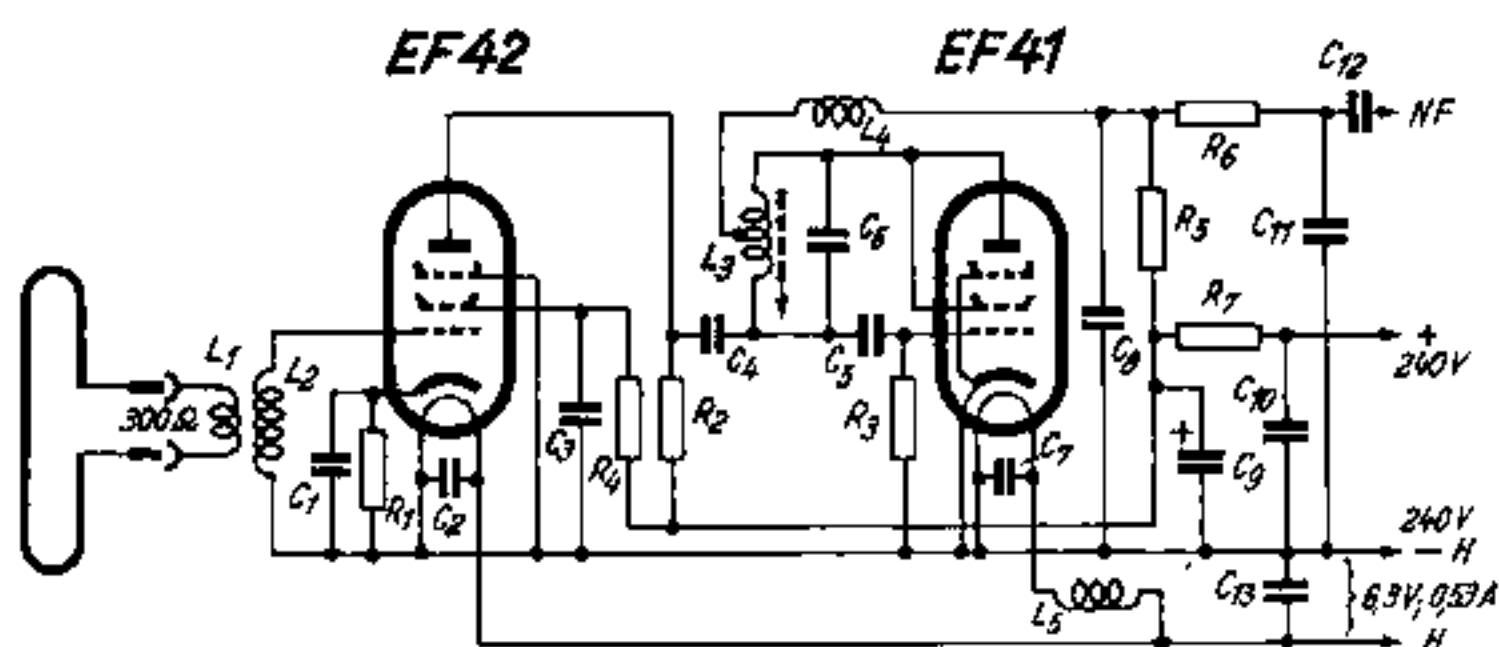 EF42
EF41
C12
NF
L4
R6
L3
C6
R5
C11
L1
L2
300Ω
C4
C5
C8
R7
+
240V
C1
R1
C2
C3
R4
R2
R3
C7
+
C9
C10
240V
– H
L5
C13
6,3V; 0,53A
H